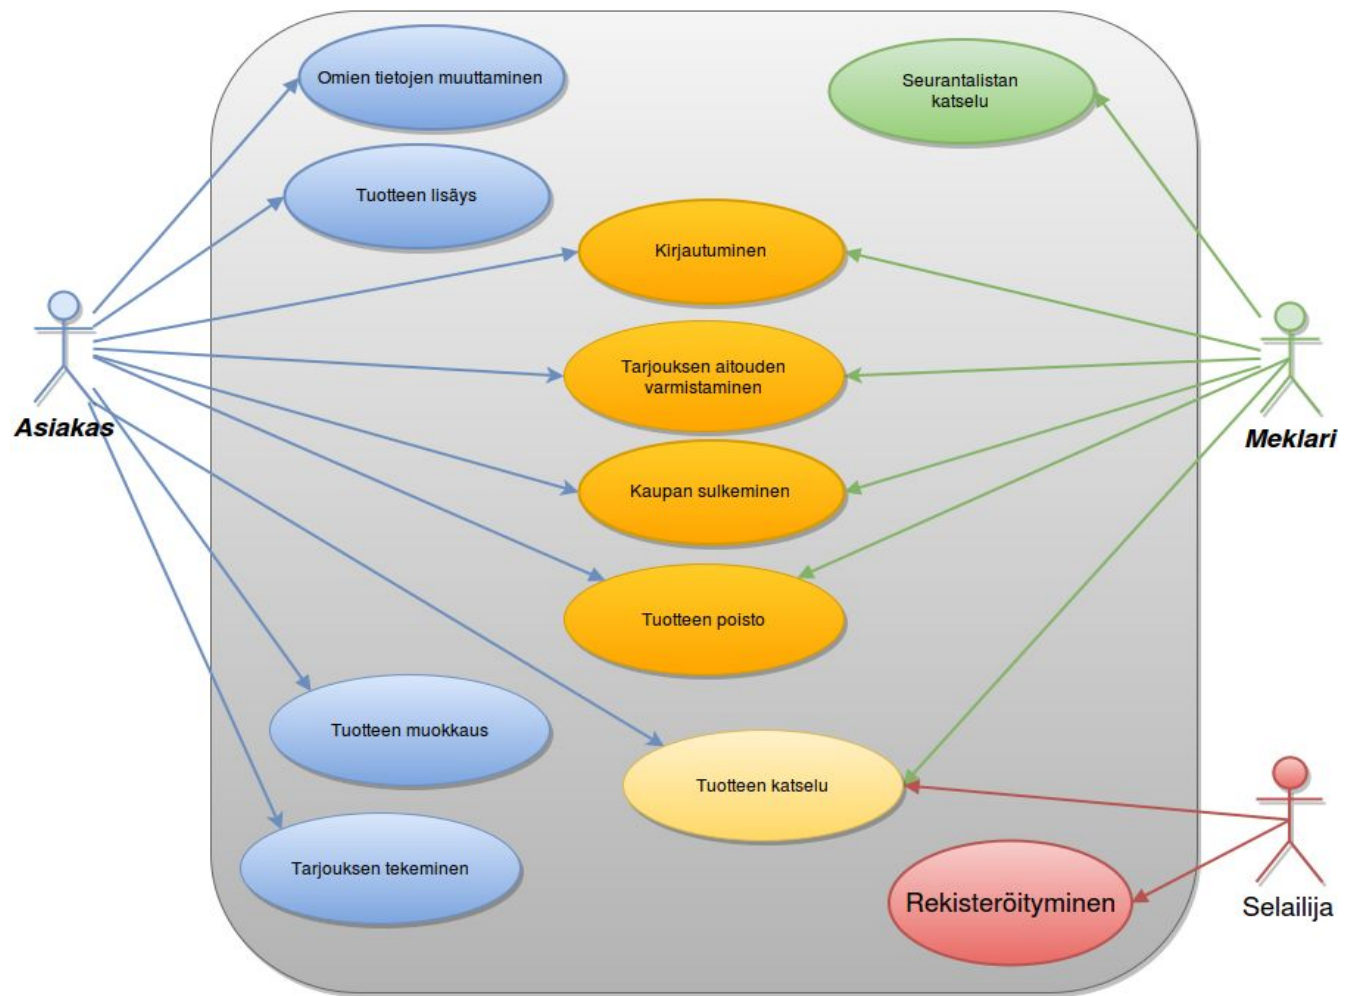 Omien tietojen muuttaminen
Seurantalistan
katselu
Tuotteen lisäys
Kirjautuminen
Tarjouksen aitouden
varmistaminen
Asiakas
Meklari
Kaupan sulkeminen
Tuotteen poisto
Tuotteen muokkaus
Tuotteen katselu
Tarjouksen tekeminen
Rekisteröityminen
Selailija